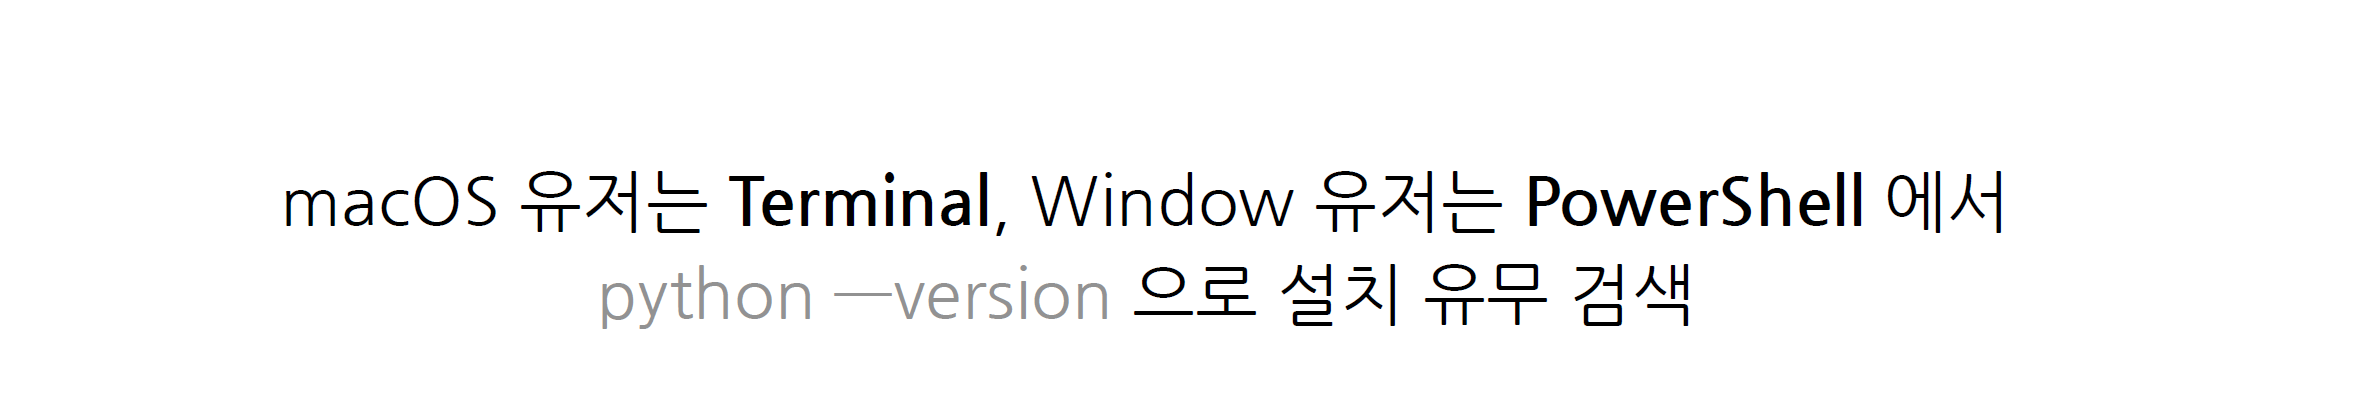 macOS 유저는 Terminal, Window 유저는 PowerShell 에서
python —version 으로 설치 유무 검색